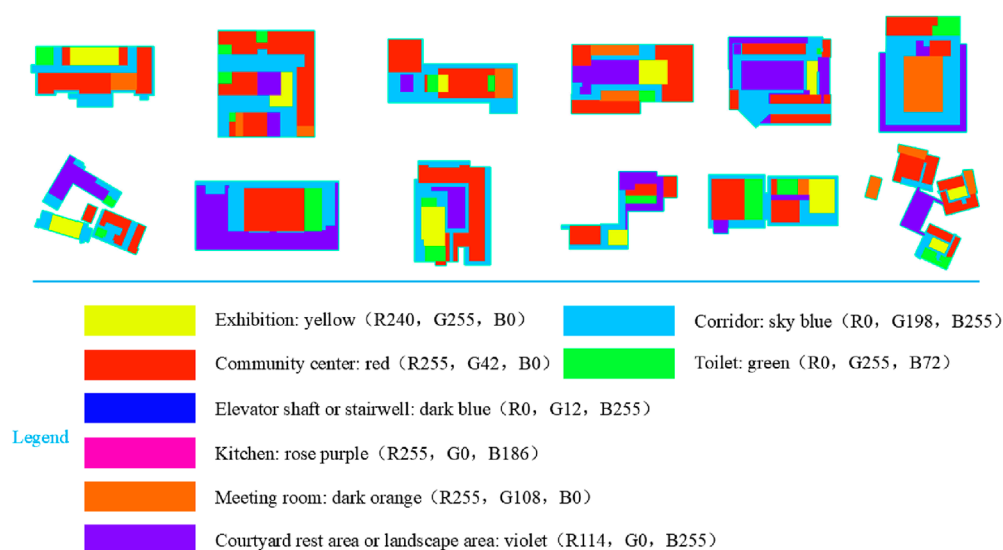 Exhibition: yellow（R240，G255，B0）
Corridor: sky blue（R0，G198，B255）
Community center: red（R255，G42，B0）
Toilet: green（R0，G255，B72）
Elevator shaft or stairwell: dark blue（R0，G12，B255）
Legend
Kitchen: rose purple（R255，G0，B186）
Meeting room: dark orange（R255，G108，B0）
Courtyard rest area or landscape area: violet（R114，G0，B255）